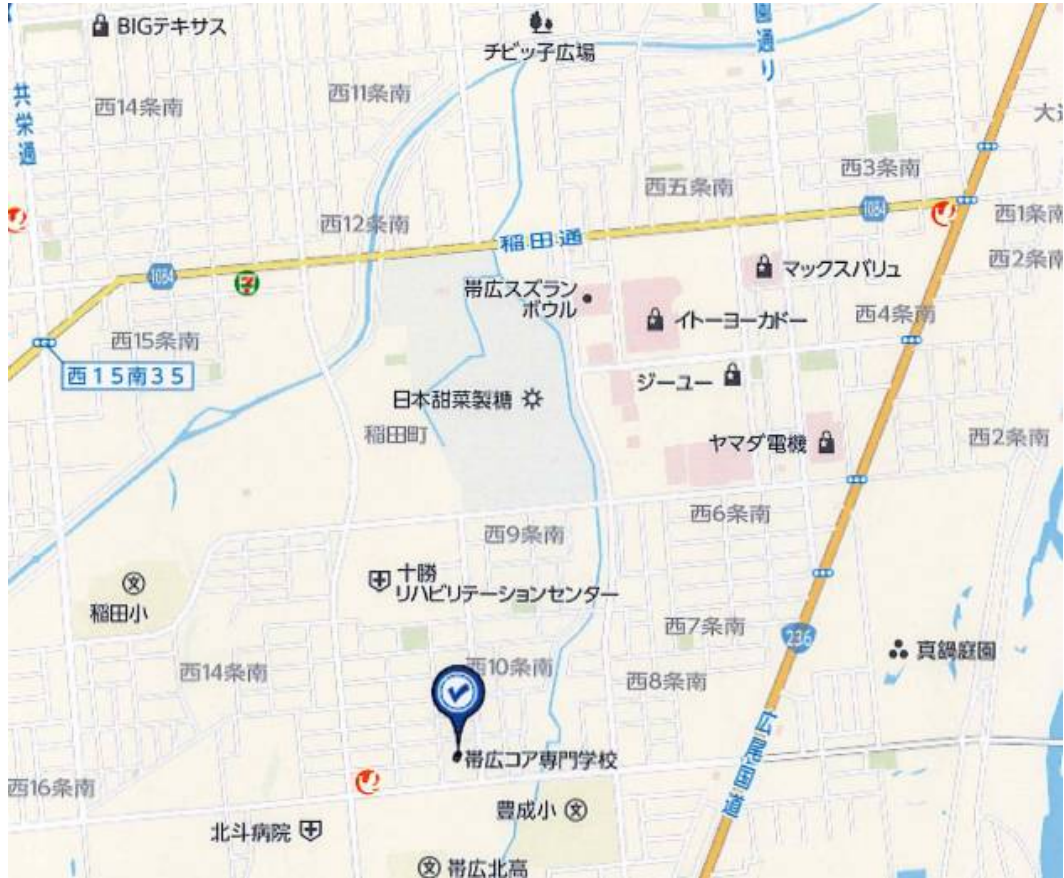 BIGテキサス
チビッ子広場
園通り
共栄通
西14条南
西11条南
西3条南
西五条南
1084
西12条南
稲田通
西1条南
西2条南
1084
マックスバリュ
帯広スズラン
ボウル
イトーヨーカドー
西4条南
西15条南
西15南35
ジーユー
日本甜菜製糖
稲田町
ヤマダ電機
西2条南
西6条南
西9条南
十勝
リハビリテーションセンター
稲田小
西7条南
236
真鍋庭園
西14条南
西10条南
西8条南
広尾国道
帯広コア専門学校
西16条南
豊成小
北斗病院
帯広北高